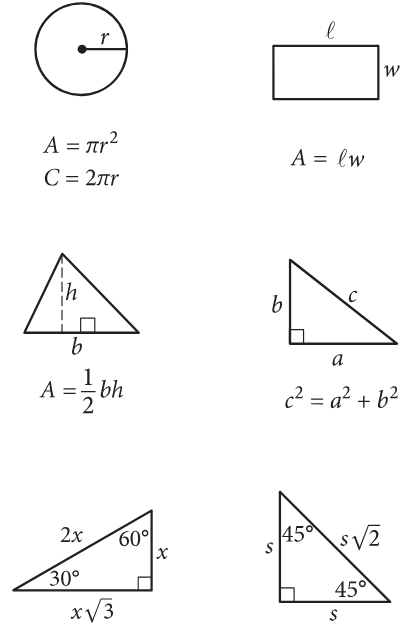 r
ℓ
w
A = πr²
C = 2πr
A = ℓw
h
b
A = 1/2 bh
b
c
a
c² = a² + b²
2x
60°
x
30°
x√3
45°
s
s√2
45°
s